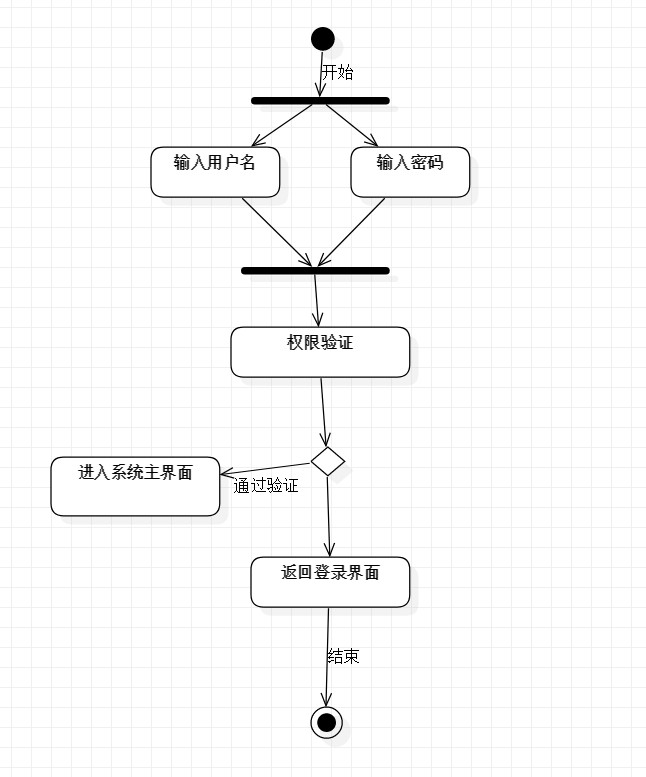 开始
输入用户名
输入密码
权限验证
进入系统主界面
通过验证
返回登录界面
结束